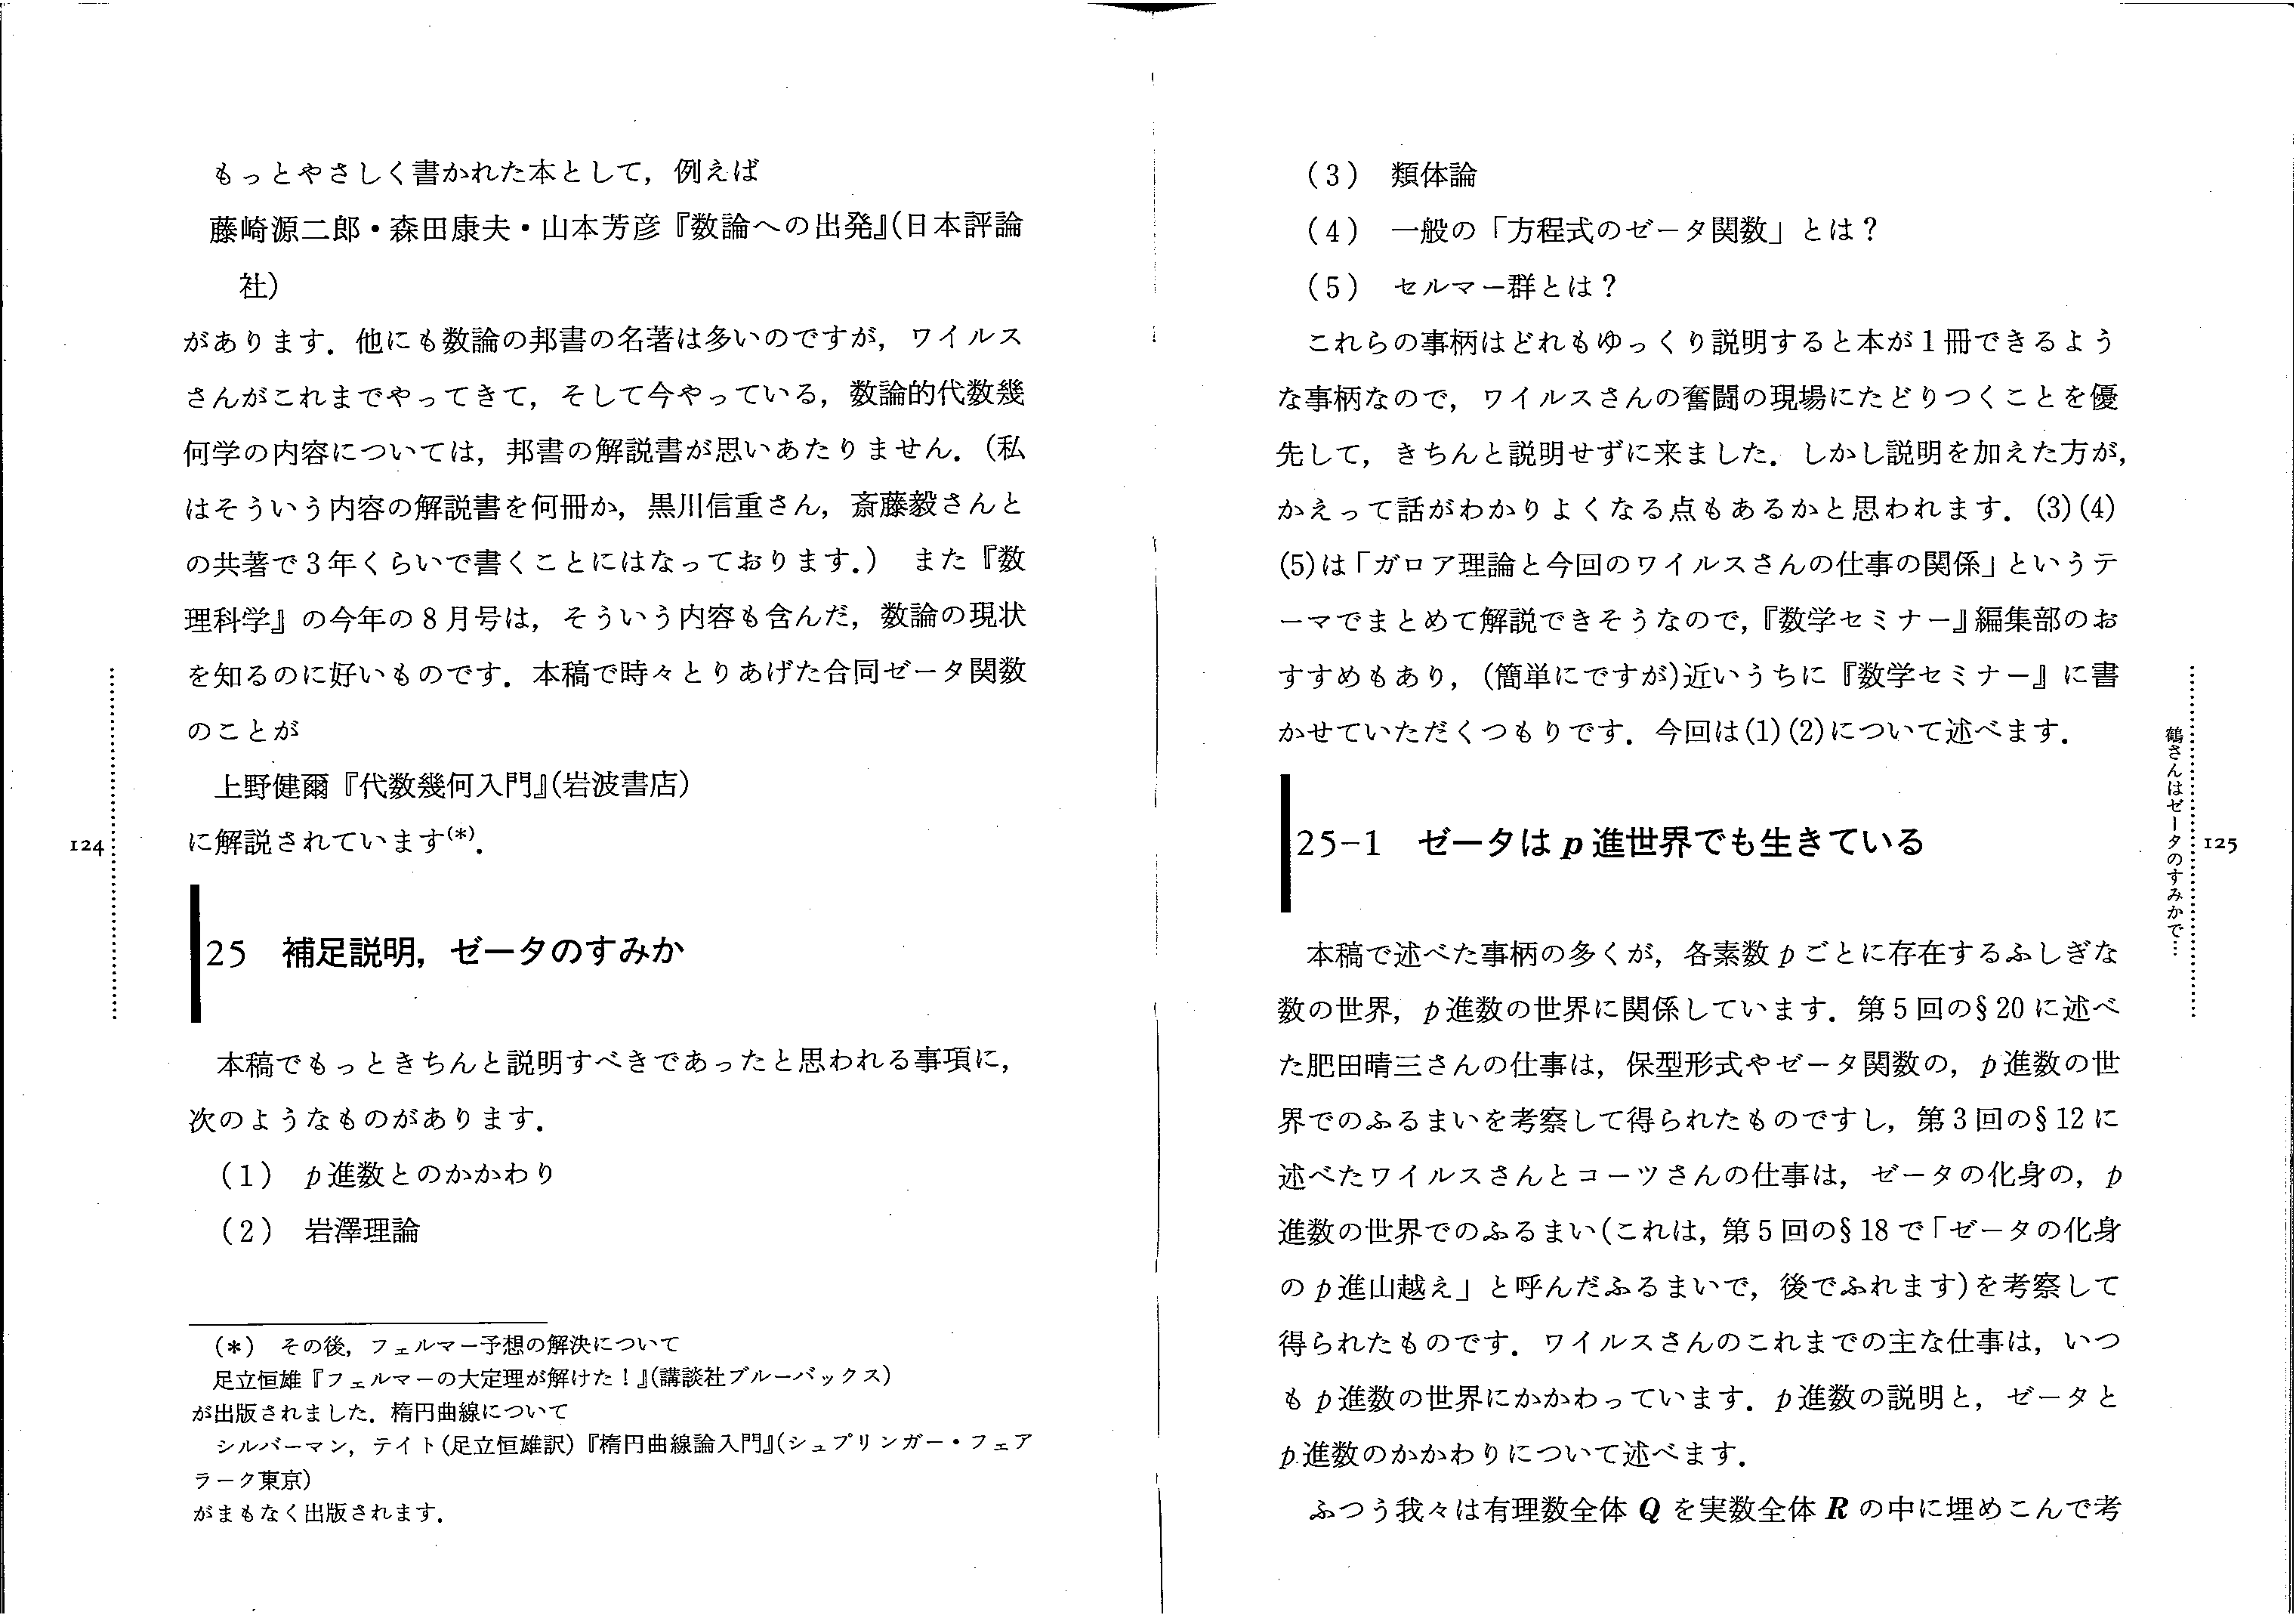 もっとやさしく書かれた本として，例えば
藤崎源二郎・森田康夫・山本芳彦『数論への出発』(日本評論
社)
があります．他にも数論の邦書の名著は多いのですが，ワイルス
さんがこれまでやってきて，そして今やっている，数論的代数幾
何学の内容については，邦書の解説書が思いあたりません．(私
はそういう内容の解説書を何冊か，黒川信重さん，斎藤毅さんと
の共著で3年くらいで書くことにはなっております．)　また『数
理科学』の今年の8月号は，そういう内容も含んだ，数論の現状
を知るのに好いものです．本稿で時々とりあげた合同ゼータ関数
のことが
上野健爾『代数幾何入門』(岩波書店)
に解説されています(*)．
25　補足説明，ゼータのすみか
本稿でもっときちんと説明すべきであったと思われる事項に，
次のようなものがあります．
(1)　p進数とのかかわり
(2)　岩澤理論
(*)　その後，フェルマー予想の解決について
足立恒雄『フェルマーの大定理が解けた！』(講談社ブルーバックス)
が出版されました．楕円曲線について
シルバーマン，テイト(足立恒雄訳)『楕円曲線論入門』(シュプリンガー・フェア
ラーク東京)
がまもなく出版されます．
124
(3)　類体論
(4)　一般の「方程式のゼータ関数」とは？
(5)　セルマー群とは？
これらの事柄はどれもゆっくり説明すると本が1冊できるよう
な事柄なので，ワイルスさんの奮闘の現場にたどりつくことを優
先して，きちんと説明せずに来ました．しかし説明を加えた方が，
かえって話がわかりよくなる点もあるかと思われます．(3)(4)
(5)は「ガロア理論と今回のワイルスさんの仕事の関係」というテ
ーマでまとめて解説できそうなので，『数学セミナー』編集部のお
すすめもあり，(簡単にですが)近いうちに『数学セミナー』に書
かせていただくつもりです．今回は(1)(2)について述べます．
25-1　ゼータは p 進世界でも生きている
本稿で述べた事柄の多くが，各素数 p ごとに存在するふしぎな
数の世界，p進数の世界に関係しています．第5回の§20に述べ
た肥田晴三さんの仕事は，保型形式やゼータ関数の，p進数の世
界でのふるまいを考察して得られたものですし，第3回の§12に
述べたワイルスさんとコーツさんの仕事は，ゼータの化身の，p
進数の世界でのふるまい(これは，第5回の§18で「ゼータの化身
の p進山越え」と呼んだふるまいで，後でふれます)を考察して
得られたものです．ワイルスさんのこれまでの主な仕事は，いつ
も p進数の世界にかかわっています．p進数の説明と，ゼータと
p進数のかかわりについて述べます．
ふつう我々は有理数全体 Q を実数全体 R の中に埋めこんで考
鶴さんはゼータのすみかで…
125